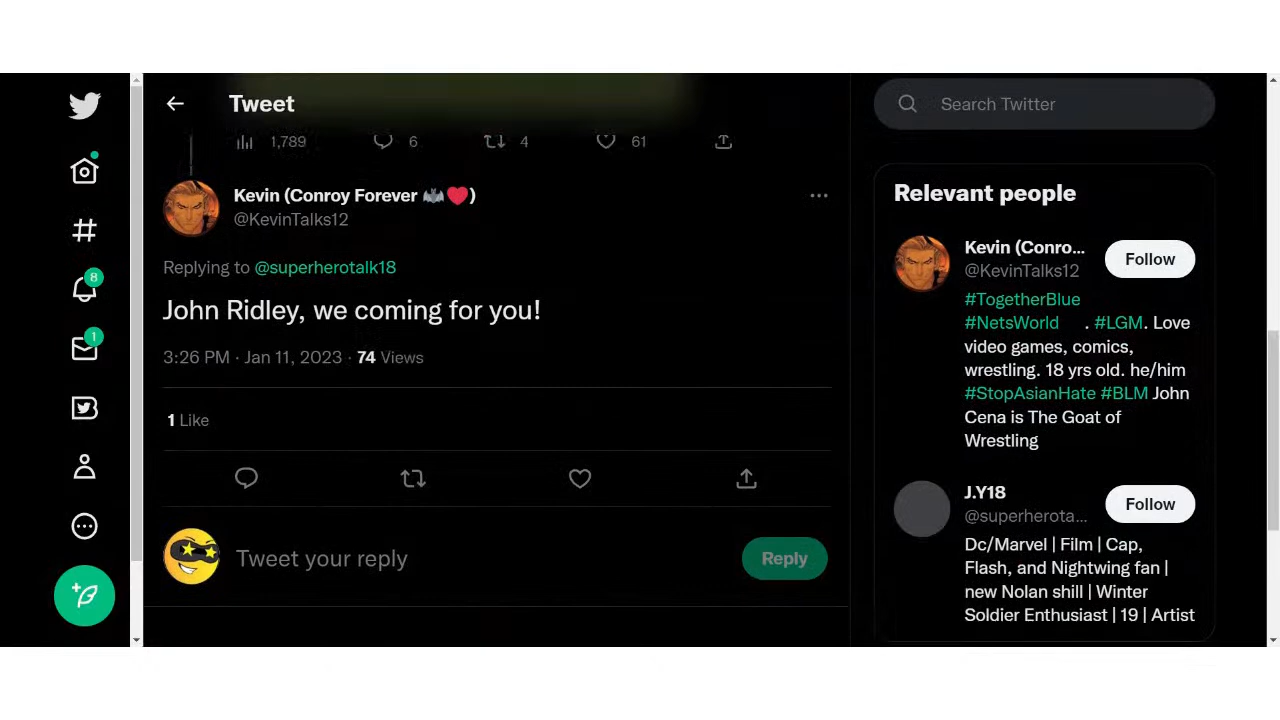 Tweet
1,789 6 4 61
Kevin (Conroy Forever 🦇❤️)
@KevinTalks12
Replying to @superherotalk18
John Ridley, we coming for you!
3:26 PM · Jan 11, 2023 · 74 Views
1 Like
Tweet your reply
Reply
8
1
Search Twitter
Relevant people
Kevin (Conro...
@KevinTalks12
Follow
#TogetherBlue
#NetsWorld . #LGM. Love
video games, comics,
wrestling. 18 yrs old. he/him
#StopAsianHate #BLM John
Cena is The Goat of
Wrestling
J.Y18
@superherota...
Follow
Dc/Marvel | Film | Cap,
Flash, and Nightwing fan |
new Nolan shill | Winter
Soldier Enthusiast | 19 | Artist